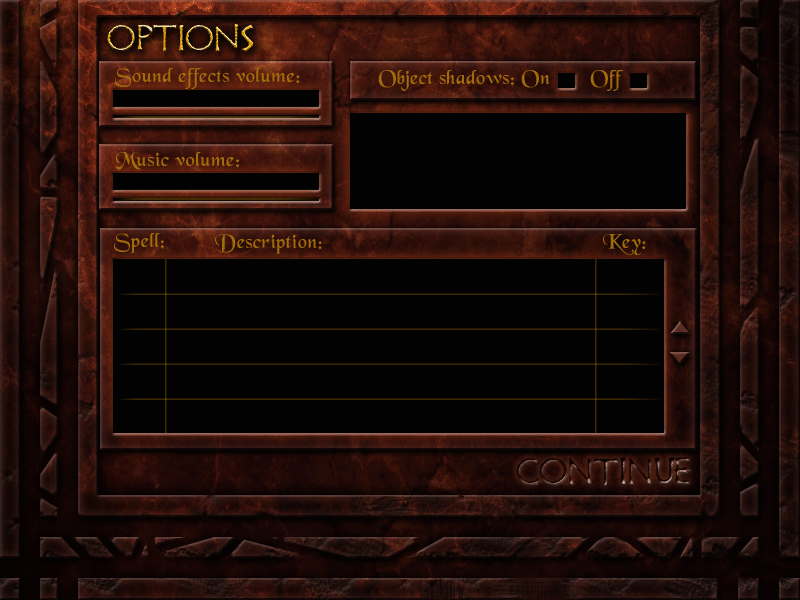 OPTIONS
Sound effects volume:
Object shadows: On Off
Music volume:
Spell: Description: Key:
CONTINUE